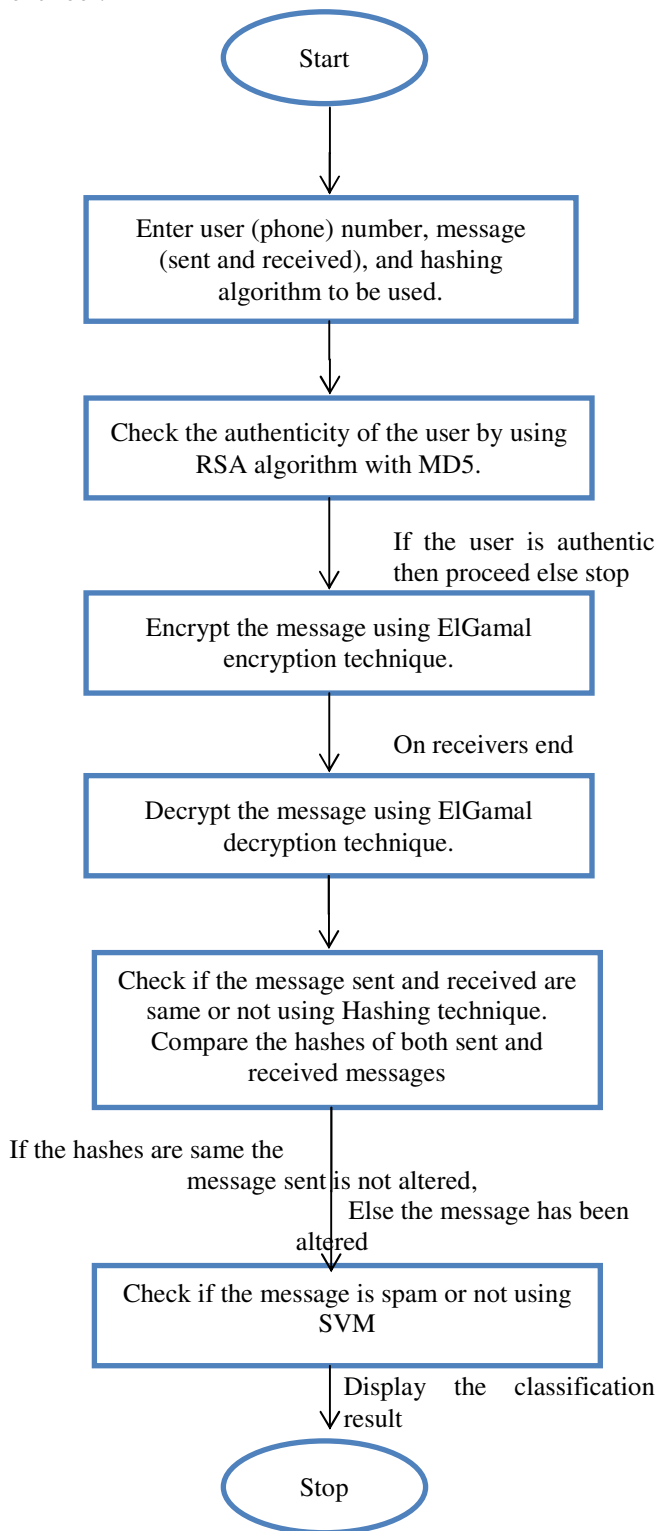 Start
Enter user (phone) number, message
(sent and received), and hashing
algorithm to be used.
Check the authenticity of the user by using
RSA algorithm with MD5.
If the user is authentic
then proceed else stop
Encrypt the message using ElGamal
encryption technique.
On receivers end
Decrypt the message using ElGamal
decryption technique.
Check if the message sent and received are
same or not using Hashing technique.
Compare the hashes of both sent and
received messages
If the hashes are same the
message sent is not altered,
Else the message has been
altered
Check if the message is spam or not using
SVM
Display the classification
result
Stop